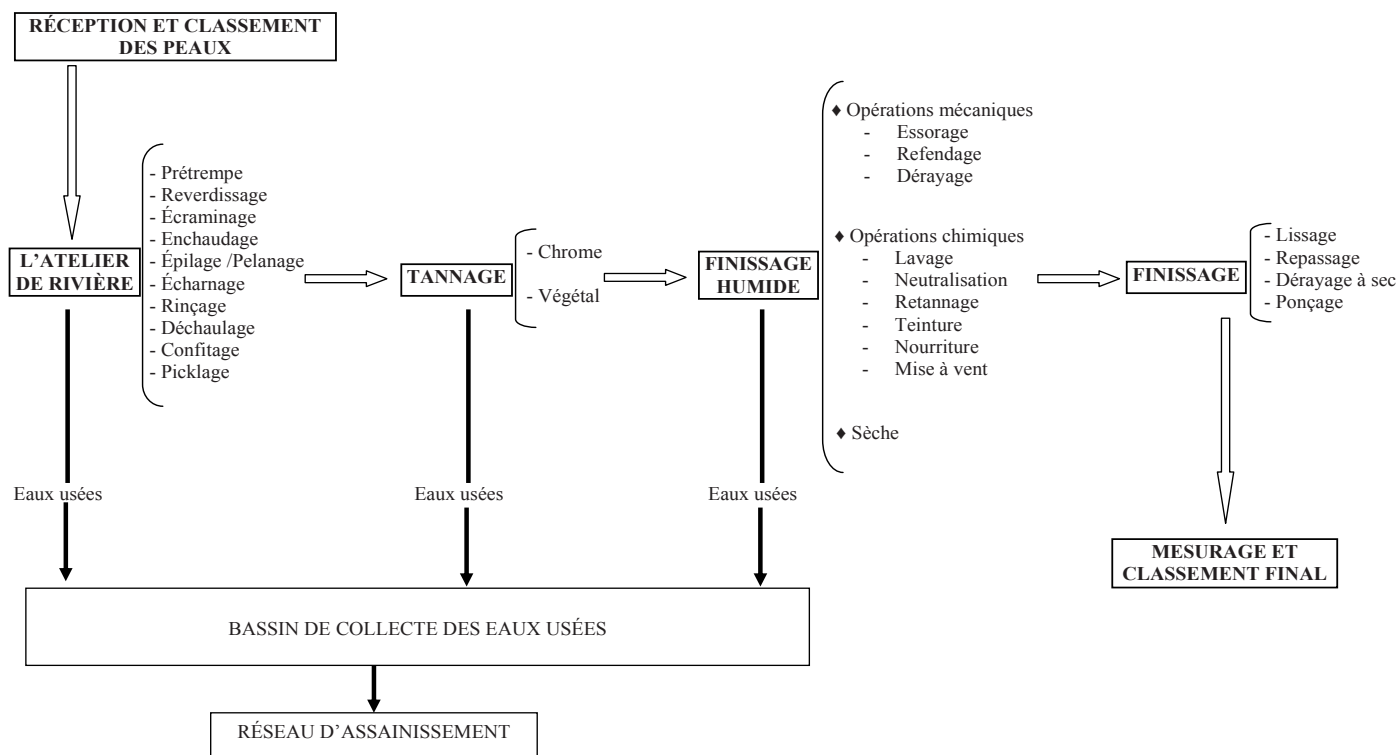 RÉCEPTION ET CLASSEMENT
DES PEAUX
L'ATELIER
DE RIVIÈRE
- Prétrempe
- Reverdissage
- Écraminage
- Enchaudage
- Épilage /Pelanage
- Écharnage
- Rinçage
- Déchaulage
- Confitage
- Picklage
TANNAGE
- Chrome
- Végétal
FINISSAGE
HUMIDE
♦ Opérations mécaniques
- Essorage
- Refendage
- Dérayage
♦ Opérations chimiques
- Lavage
- Neutralisation
- Retannage
- Teinture
- Nourriture
- Mise à vent
♦ Sèche
FINISSAGE
- Lissage
- Repassage
- Dérayage à sec
- Ponçage
MESURAGE ET
CLASSEMENT FINAL
Eaux usées
Eaux usées
Eaux usées
BASSIN DE COLLECTE DES EAUX USÉES
RÉSEAU D'ASSAINISSEMENT